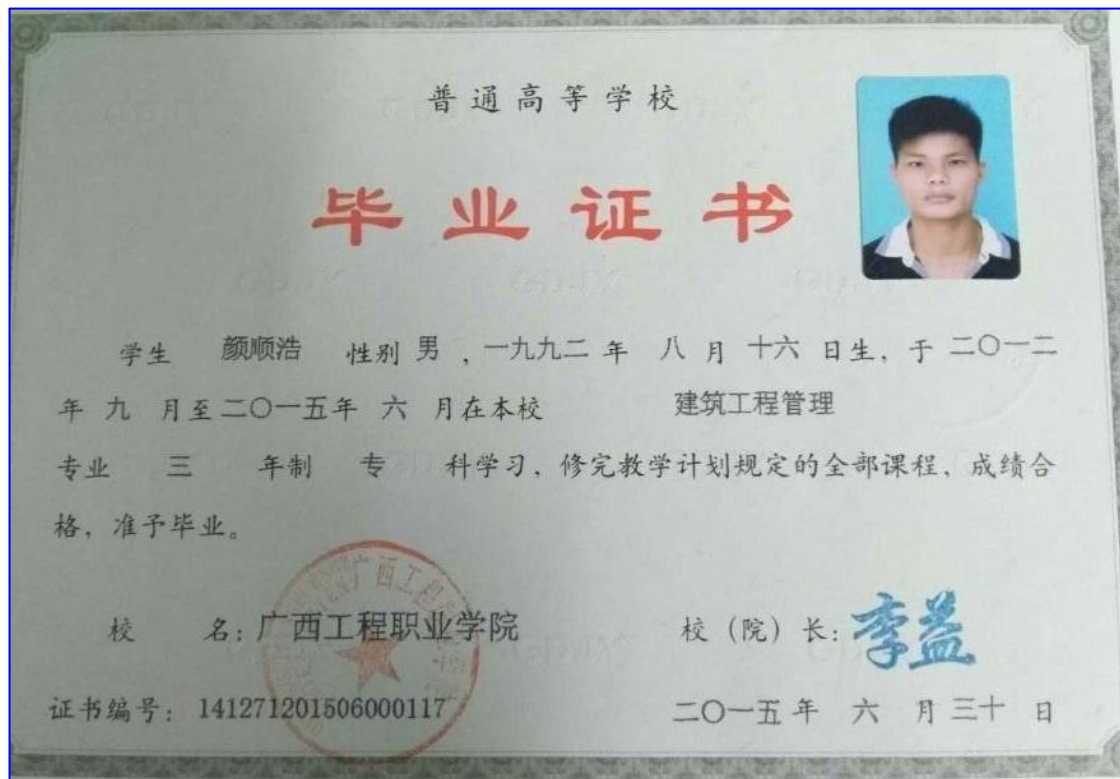 普通高等学校
毕业证书
学生 颜顺浩 性别 男 ，一九九二 年 八 月 十六 日生，于 二〇一二
年 九 月至 二〇一五年 六 月在本校 建筑工程管理
专业 三 年制 专 科学习，修完教学计划规定的全部课程，成绩合
格，准予毕业。
校 名：广西工程职业学院
校（院）长：李益
证书编号：141271201506000117
二〇一五年 六 月 三十 日